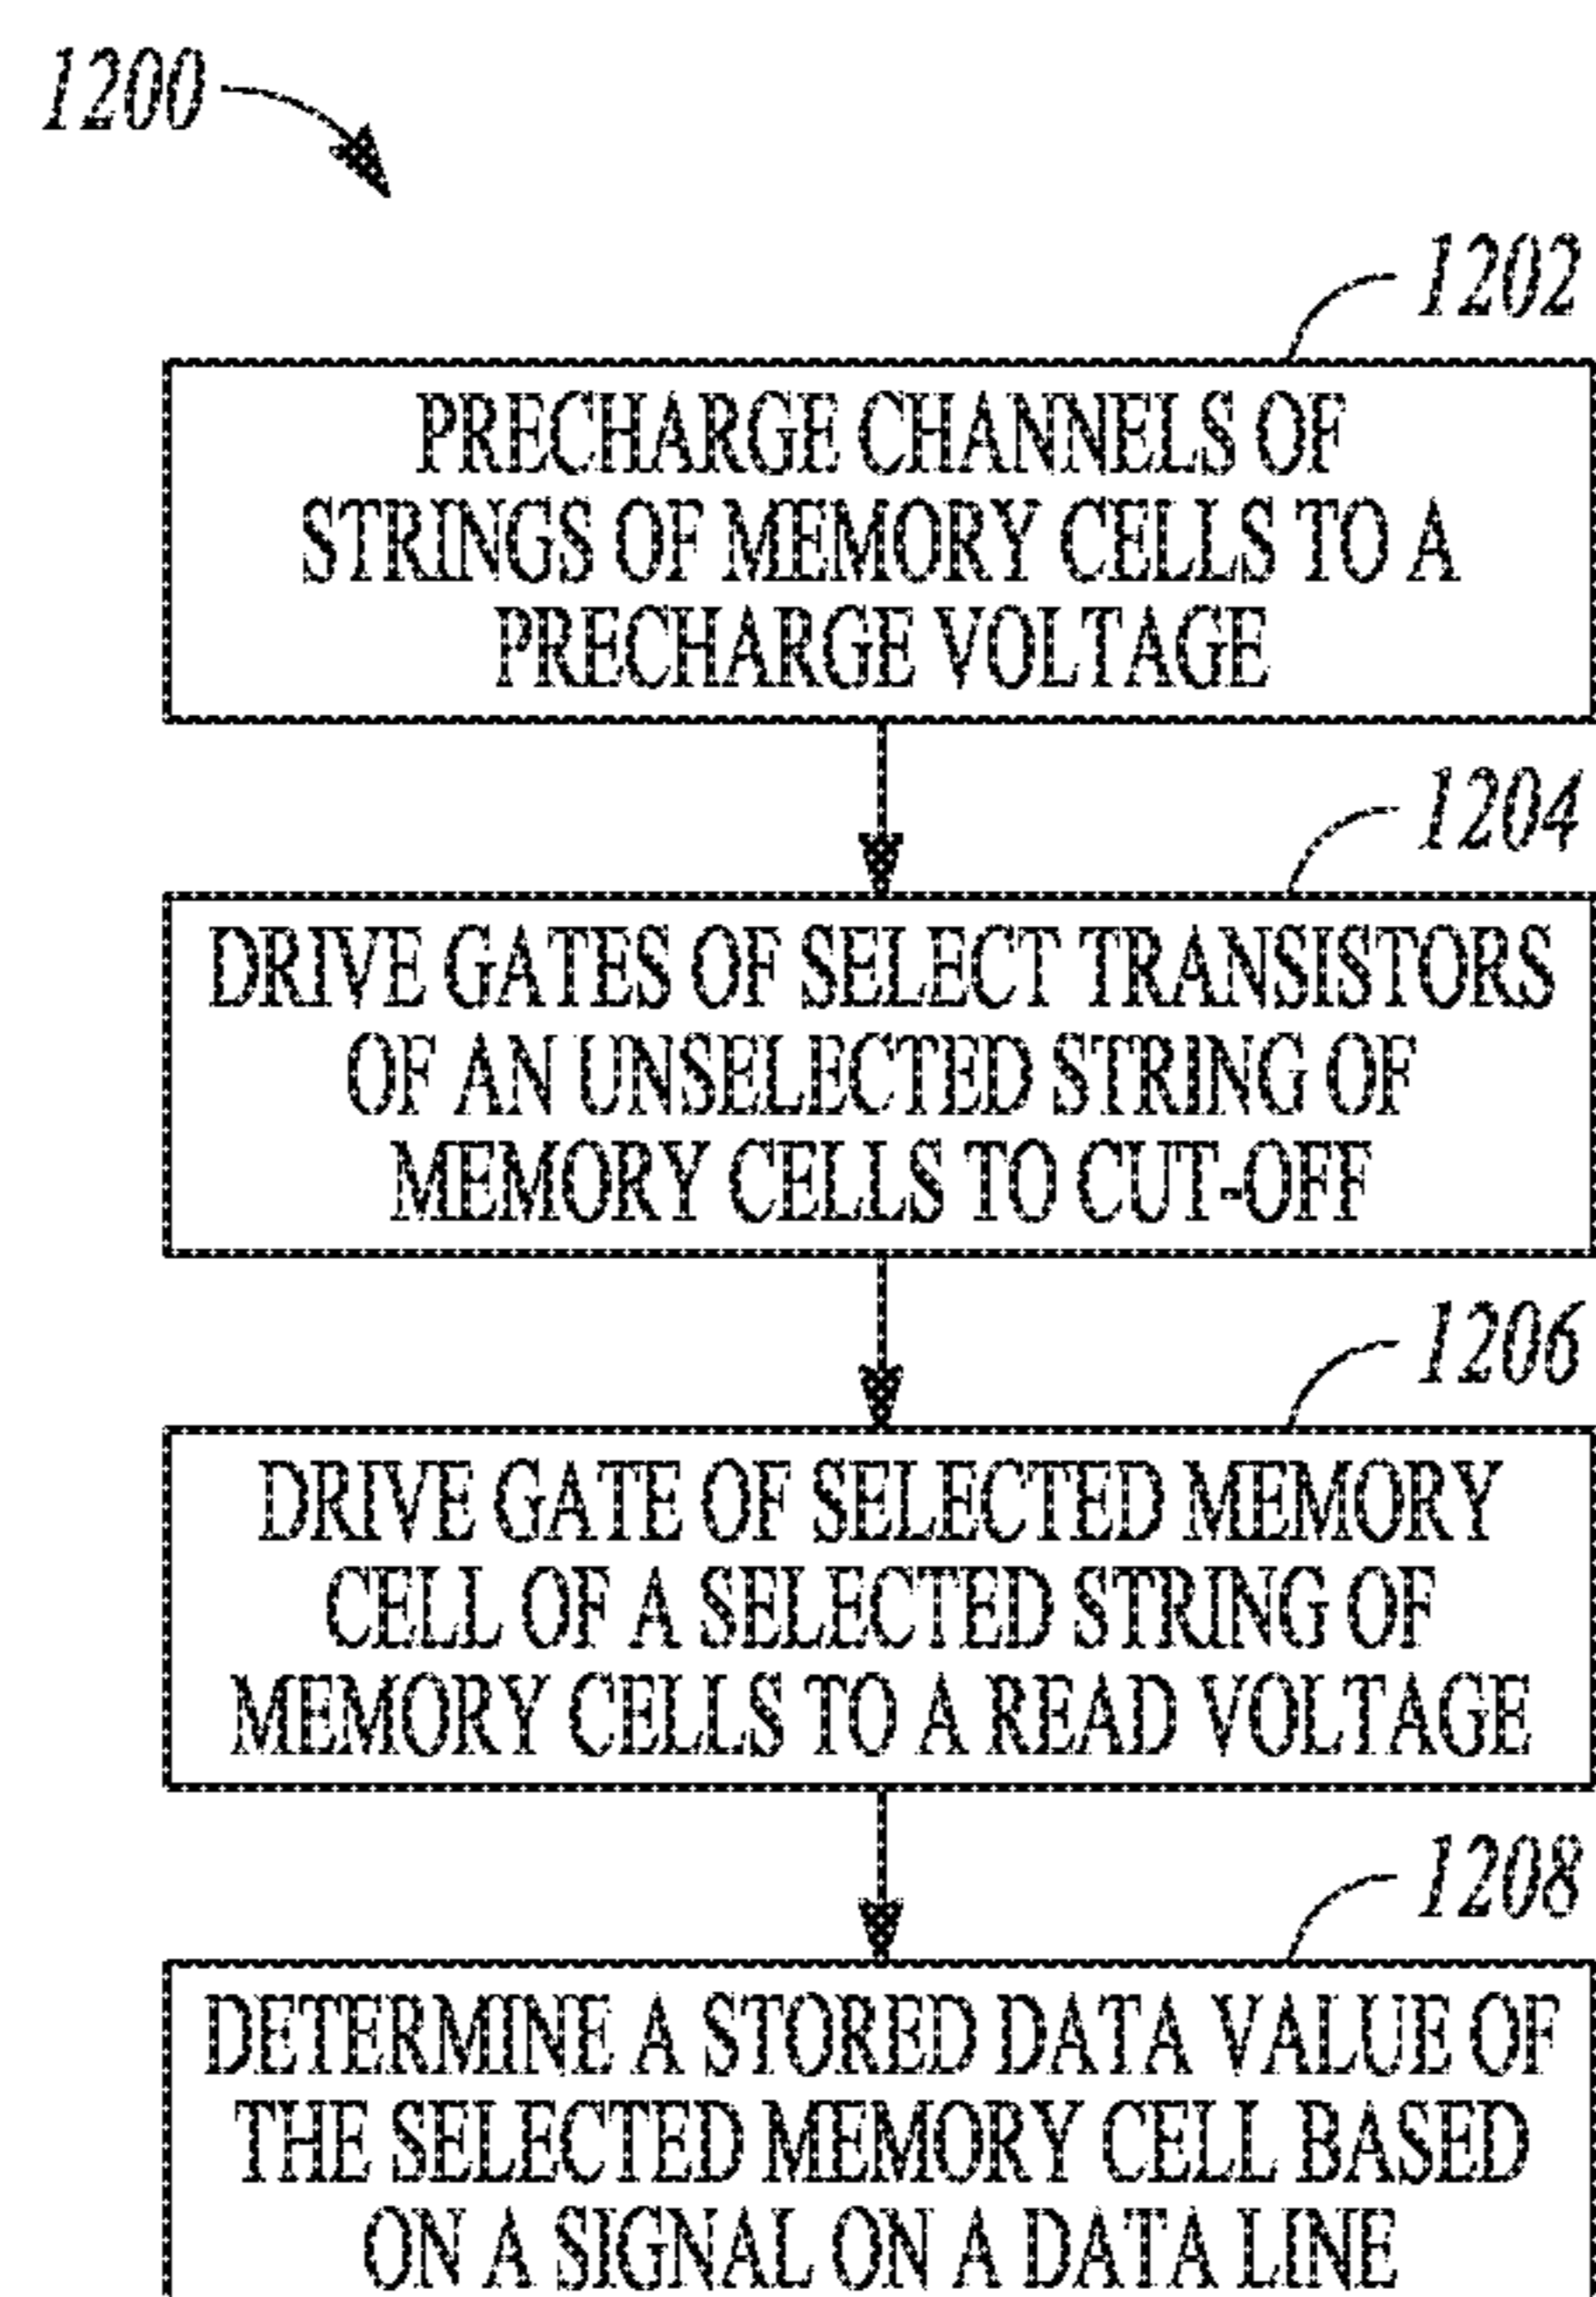 1200
1202
PRECHARGE CHANNELS OF
STRINGS OF MEMORY CELLS TO A
PRECHARGE VOLTAGE
1204
DRIVE GATES OF SELECT TRANSISTORS
OF AN UNSELECTED STRING OF
MEMORY CELLS TO CUT-OFF
1206
DRIVE GATE OF SELECTED MEMORY
CELL OF A SELECTED STRING OF
MEMORY CELLS TO A READ VOLTAGE
1208
DETERMINE A STORED DATA VALUE OF
THE SELECTED MEMORY CELL BASED
ON A SIGNAL ON A DATA LINE